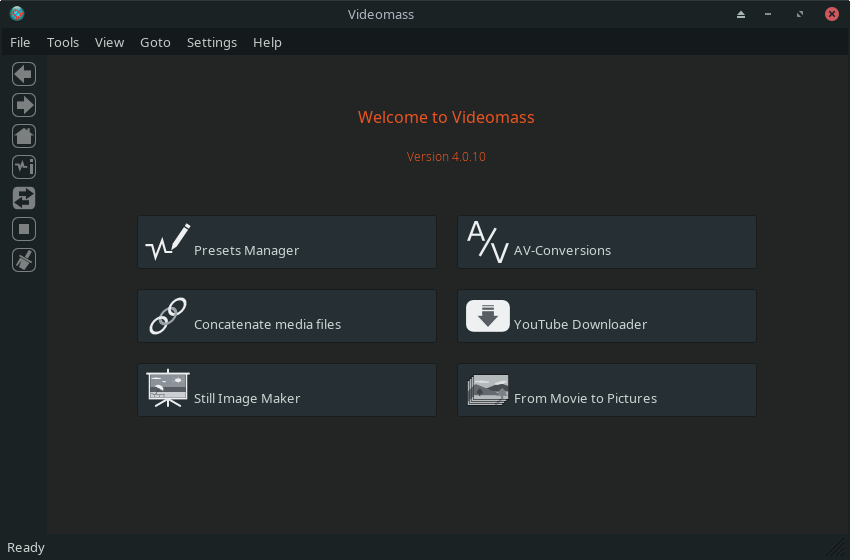 Videomass
File Tools View Goto Settings Help
Welcome to Videomass
Version 4.0.10
Presets Manager
A/V AV-Conversions
Concatenate media files
YouTube Downloader
Still Image Maker
From Movie to Pictures
Ready